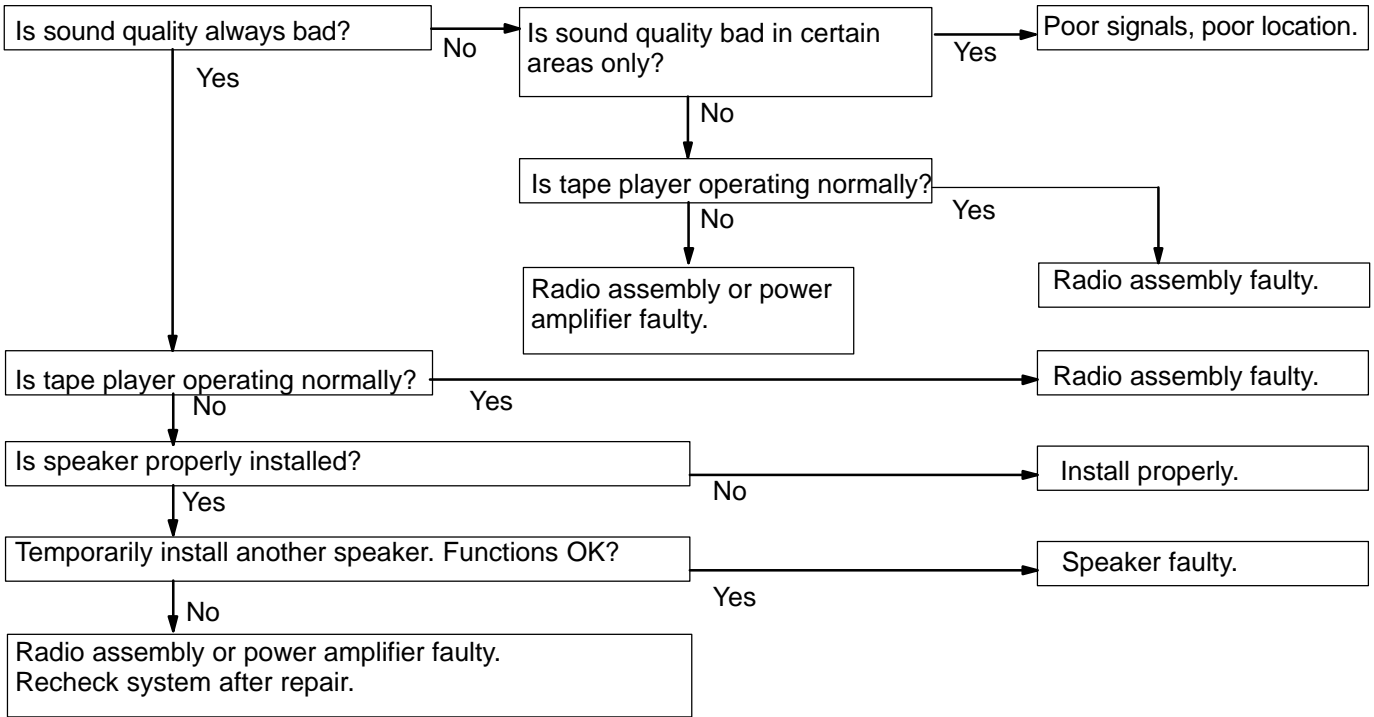 Is sound quality always bad?
No
Is sound quality bad in certain
areas only?
Yes
Poor signals, poor location.
Yes
No
Is tape player operating normally?
No
Yes
Radio assembly or power
amplifier faulty.
Radio assembly faulty.
Is tape player operating normally?
Yes
Radio assembly faulty.
No
Is speaker properly installed?
No
Install properly.
Yes
Temporarily install another speaker. Functions OK?
Yes
Speaker faulty.
No
Radio assembly or power amplifier faulty.
Recheck system after repair.